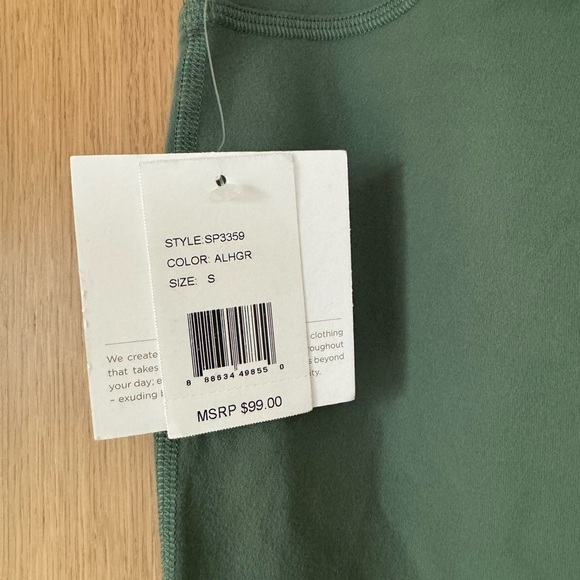 STYLE:SP3359
COLOR: ALHGR
SIZE: S
8 88634 49855 0
MSRP $99.00
We create clothing
that takes throughout
your day; e s beyond
– exuding b ity.